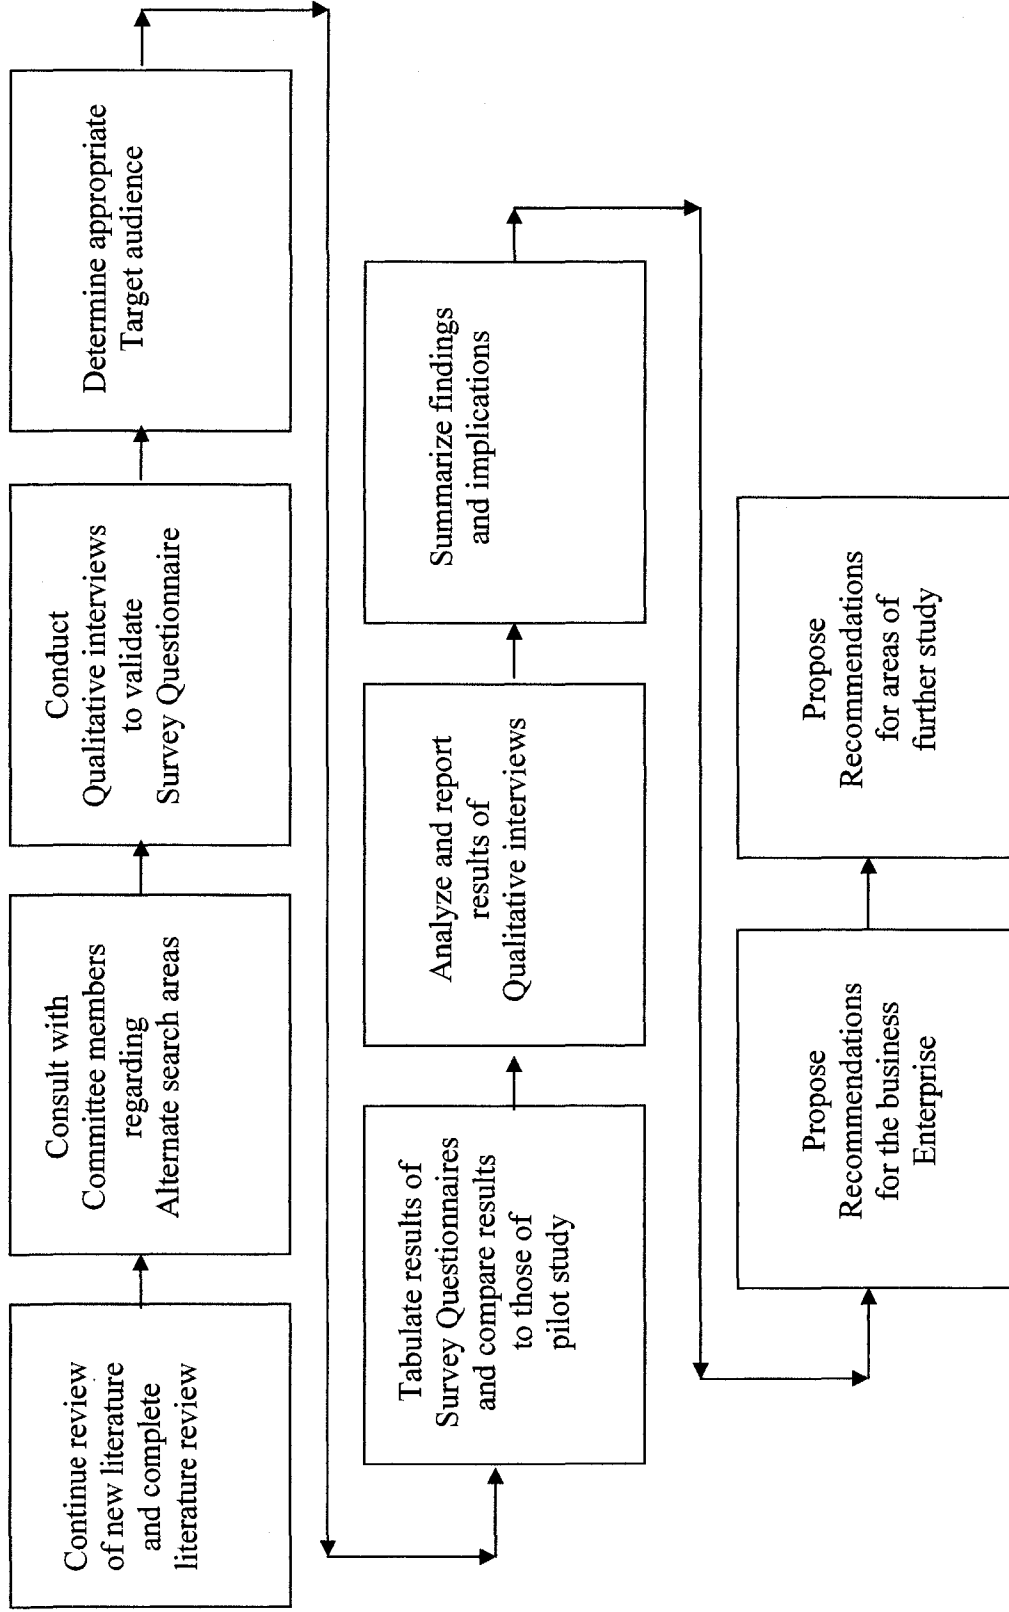 Continue review
of new literature
and complete
literature review
Consult with
Committee members
regarding
Alternate search areas
Conduct
Qualitative interviews
to validate
Survey Questionnaire
Determine appropriate
Target audience
Tabulate results of
Survey Questionnaires
and compare results
to those of
pilot study
Analyze and report
results of
Qualitative interviews
Summarize findings
and implications
Propose
Recommendations
for the business
Enterprise
Propose
Recommendations
for areas of
further study